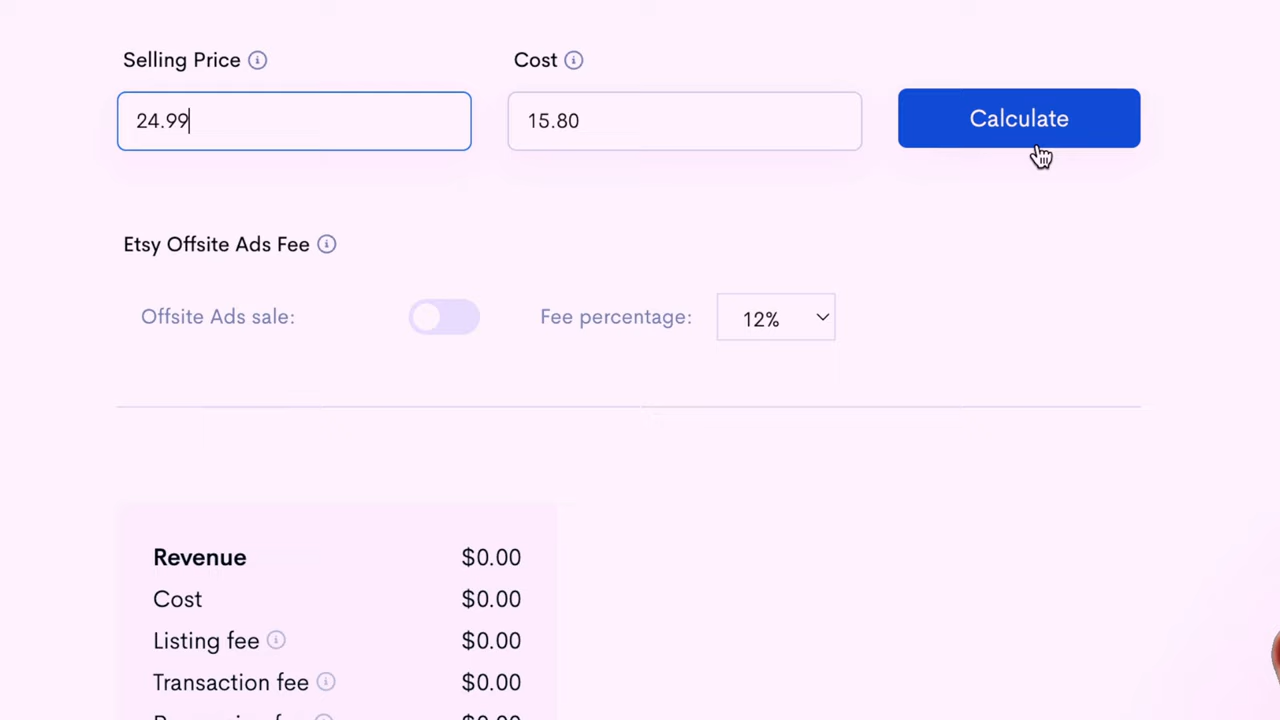 Selling Price
Cost
24.99
15.80
Calculate
Etsy Offsite Ads Fee
Offsite Ads sale:
Fee percentage:
12%
Revenue $0.00
Cost $0.00
Listing fee $0.00
Transaction fee $0.00